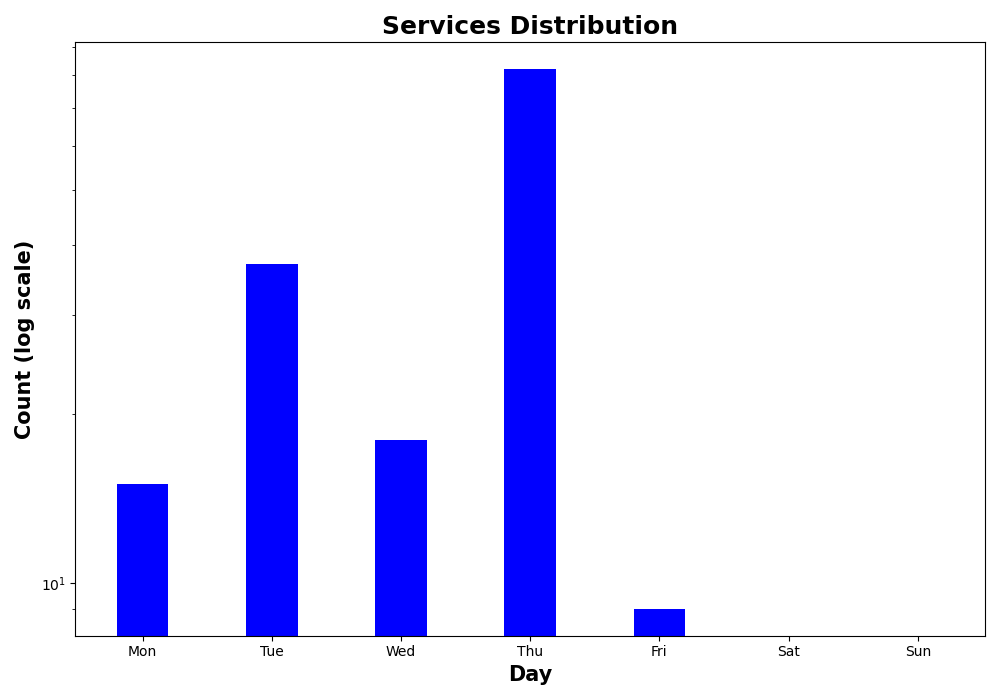 Services Distribution
Count (log scale)
10¹
Mon Tue Wed Thu Fri Sat Sun
Day